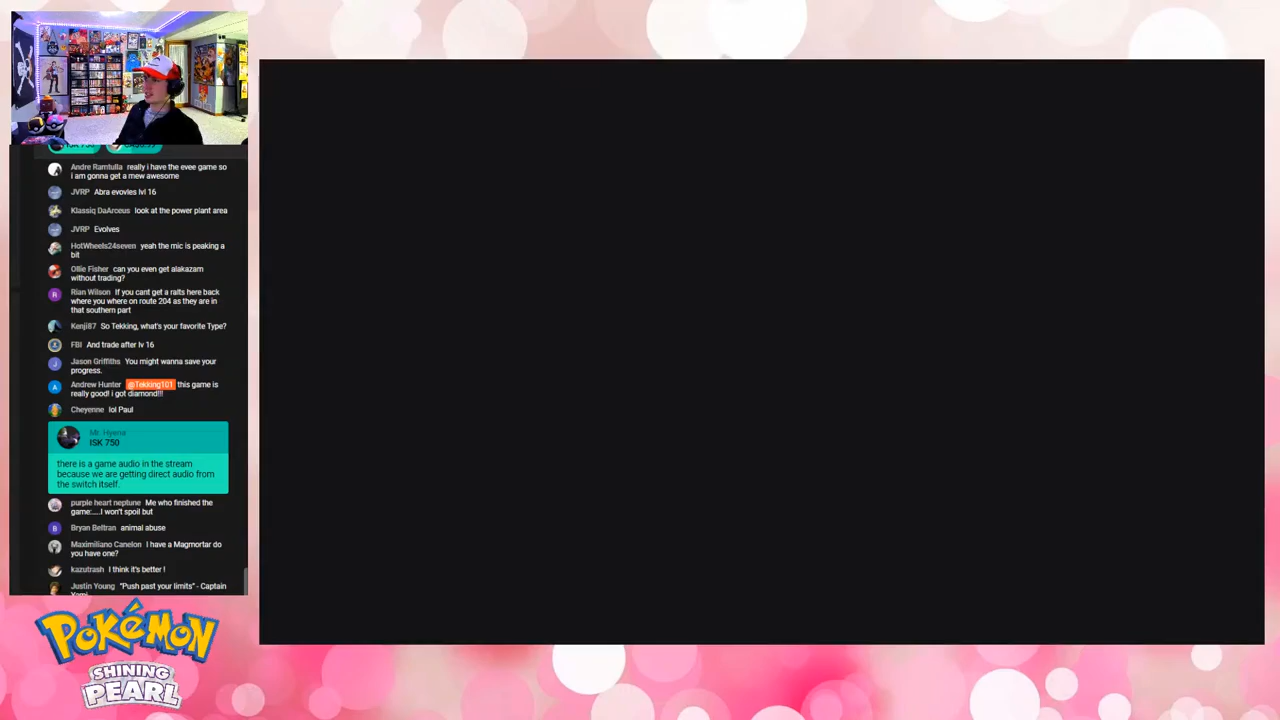 ISK 750
Andre Ramtulla really i have the evee game so
i am gonna get a mew awesome
JVRP Abra evovles lvl 16
Klassiq DaArceus look at the power plant area
JVRP Evolves
HotWheels24seven yeah the mic is peaking a
bit
Ollie Fisher can you even get alakazam
without trading?
R Rian Wilson If you cant get a ralts here back
where you where on route 204 as they are in
that southern part
Kenji87 So Tekking, what's your favorite Type?
FBI And trade after lv 16
J Jason Griffiths You might wanna save your
progress.
A Andrew Hunter @Tekking101 this game is
really good! i got diamond!!!
Cheyenne lol Paul
Mr. Hyena
ISK 750
there is a game audio in the stream
because we are getting direct audio from
the switch itself.
purple heart neptune Me who finished the
game:.....I won't spoil but
B Bryan Beltran animal abuse
Maximiliano Canelon I have a Magmortar do
you have one?
kazutrash I think it's better !
Justin Young "Push past your limits" - Captain
Yami
POKéMON
SHINING
PEARL